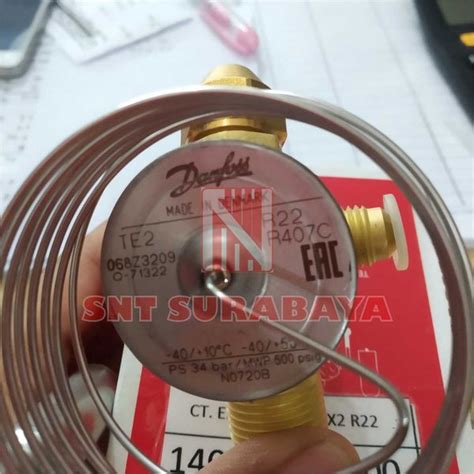 Danfoss
MADE IN DENMARK
TE2
R22
R407C
068Z3209
Q-71322
EAC
SNT SURABAYA
-40/+10°C
PS 34 bar/MWP 500 psig
N0720B
X2 R22